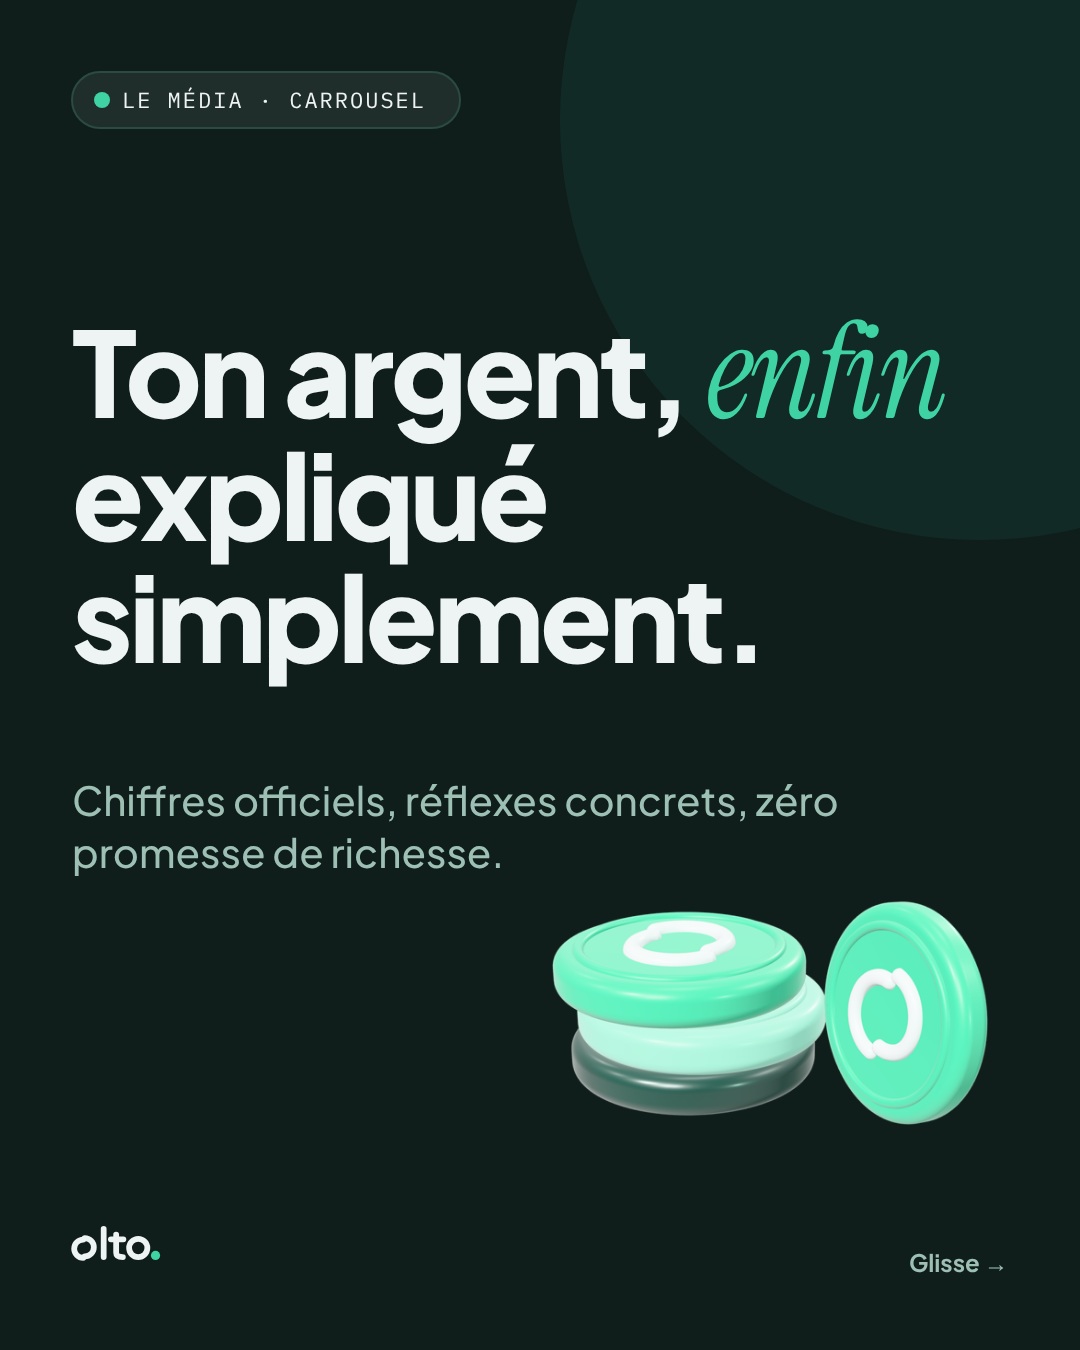 LE MÉDIA · CARROUSEL
Ton argent, enfin
expliqué
simplement.
Chiffres officiels, réflexes concrets, zéro
promesse de richesse.
olto.
Glisse →